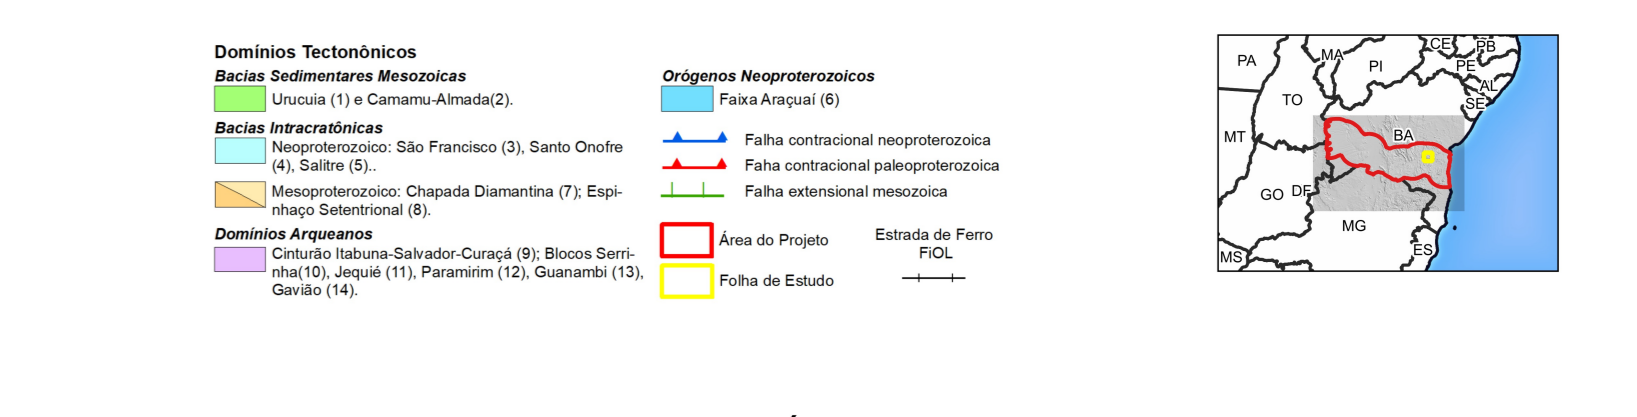 Domínios Tectonônicos
Bacias Sedimentares Mesozoicas
Urucuia (1) e Camamu-Almada(2).
Bacias Intracratônicas
Neoproterozoico: São Francisco (3), Santo Onofre
(4), Salitre (5)..
Mesoproterozoico: Chapada Diamantina (7); Espi-
nhaço Setentrional (8).
Domínios Arqueanos
Cinturão Itabuna-Salvador-Curaçá (9); Blocos Serri-
nha(10), Jequié (11), Paramirim (12), Guanambi (13),
Gavião (14).
Orógenos Neoproterozoicos
Faixa Araçuaí (6)
Falha contracional neoproterozoica
Faha contracional paleoproterozoica
Falha extensional mesozoica
Área do Projeto
Folha de Estudo
Estrada de Ferro
FiOL
PA
MA
CE
PB
PI
PE
AL
TO
SE
MT
BA
GO
DF
MG
ES
MS